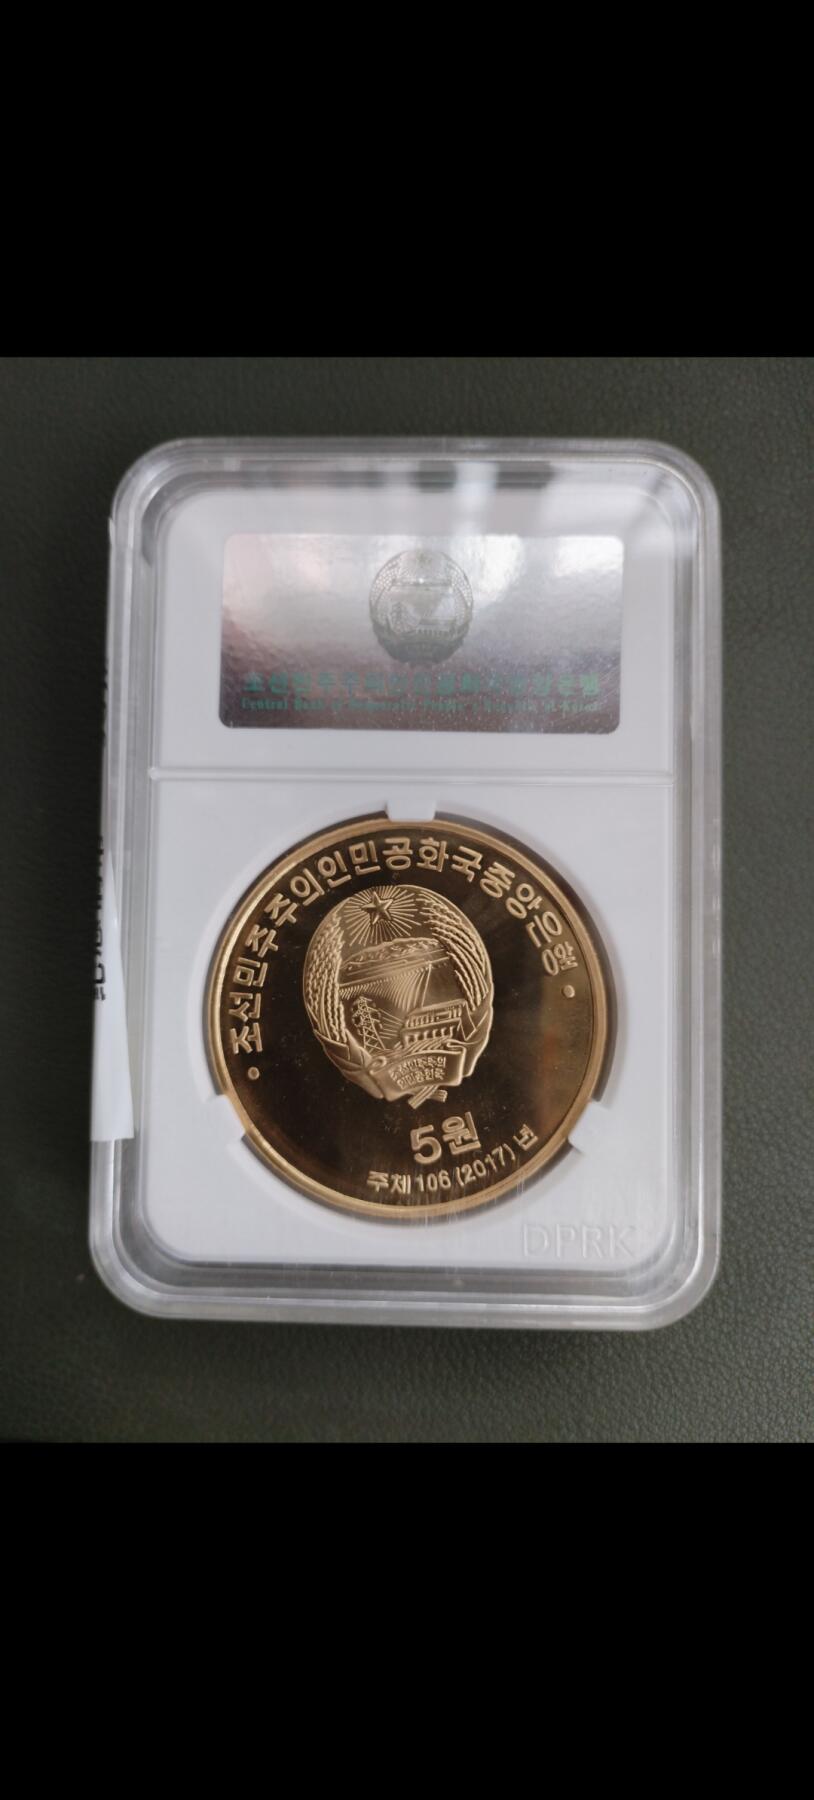 조선민주주의인민공화국중앙은행
Central Bank of Democratic People's Republic of Korea
· 조선민주주의인민공화국중앙은행 ·
조선민주주의
인민공화국
5원
주체106(2017)년
DPRK